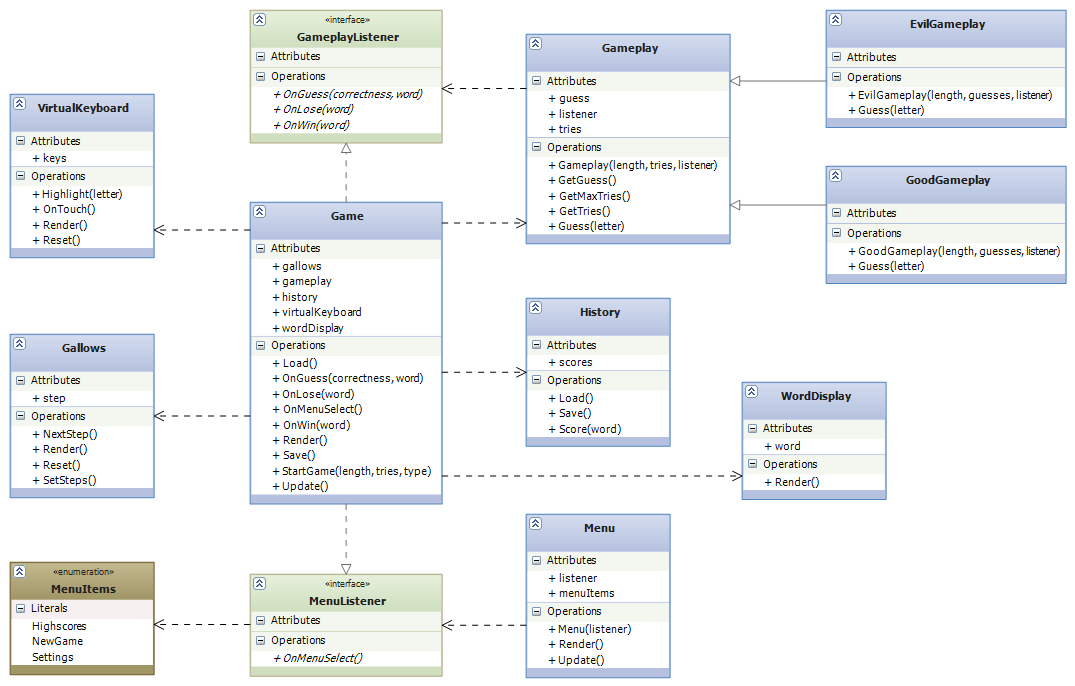 «interface»
GameplayListener
Attributes
Operations
+ OnGuess(correctness, word)
+ OnLose(word)
+ OnWin(word)
Gameplay
Attributes
+ guess
+ listener
+ tries
Operations
+ Gameplay(length, tries, listener)
+ GetGuess()
+ GetMaxTries()
+ GetTries()
+ Guess(letter)
EvilGameplay
Attributes
Operations
+ EvilGameplay(length, guesses, listener)
+ Guess(letter)
VirtualKeyboard
Attributes
+ keys
Operations
+ Highlight(letter)
+ OnTouch()
+ Render()
+ Reset()
GoodGameplay
Attributes
Operations
+ GoodGameplay(length, guesses, listener)
+ Guess(letter)
Game
Attributes
+ gallows
+ gameplay
+ history
+ virtualKeyboard
+ wordDisplay
Operations
+ Load()
+ OnGuess(correctness, word)
+ OnLose(word)
+ OnMenuSelect()
+ OnWin(word)
+ Render()
+ Save()
+ StartGame(length, tries, type)
+ Update()
History
Attributes
+ scores
Operations
+ Load()
+ Save()
+ Score(word)
Gallows
Attributes
+ step
Operations
+ NextStep()
+ Render()
+ Reset()
+ SetSteps()
WordDisplay
Attributes
+ word
Operations
+ Render()
«enumeration»
MenuItems
Literals
Highscores
NewGame
Settings
«interface»
MenuListener
Attributes
Operations
+ OnMenuSelect()
Menu
Attributes
+ listener
+ menuItems
Operations
+ Menu(listener)
+ Render()
+ Update()